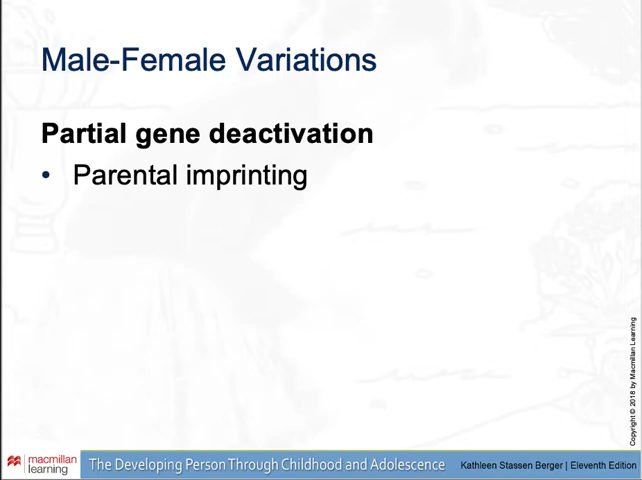 Male-Female Variations
Partial gene deactivation
• Parental imprinting
Copyright © 2018 by Macmillan Learning
macmillan
learning
The Developing Person Through Childhood and Adolescence
Kathleen Stassen Berger | Eleventh Edition